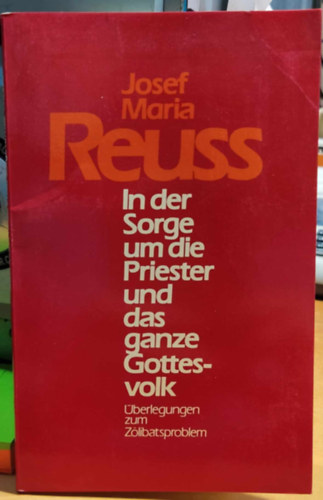 Josef
Maria
Reuss
In der
Sorge
um die
Priester
und
das
ganze
Gottes-
volk
Überlegungen
zum
Zölibatsproblem